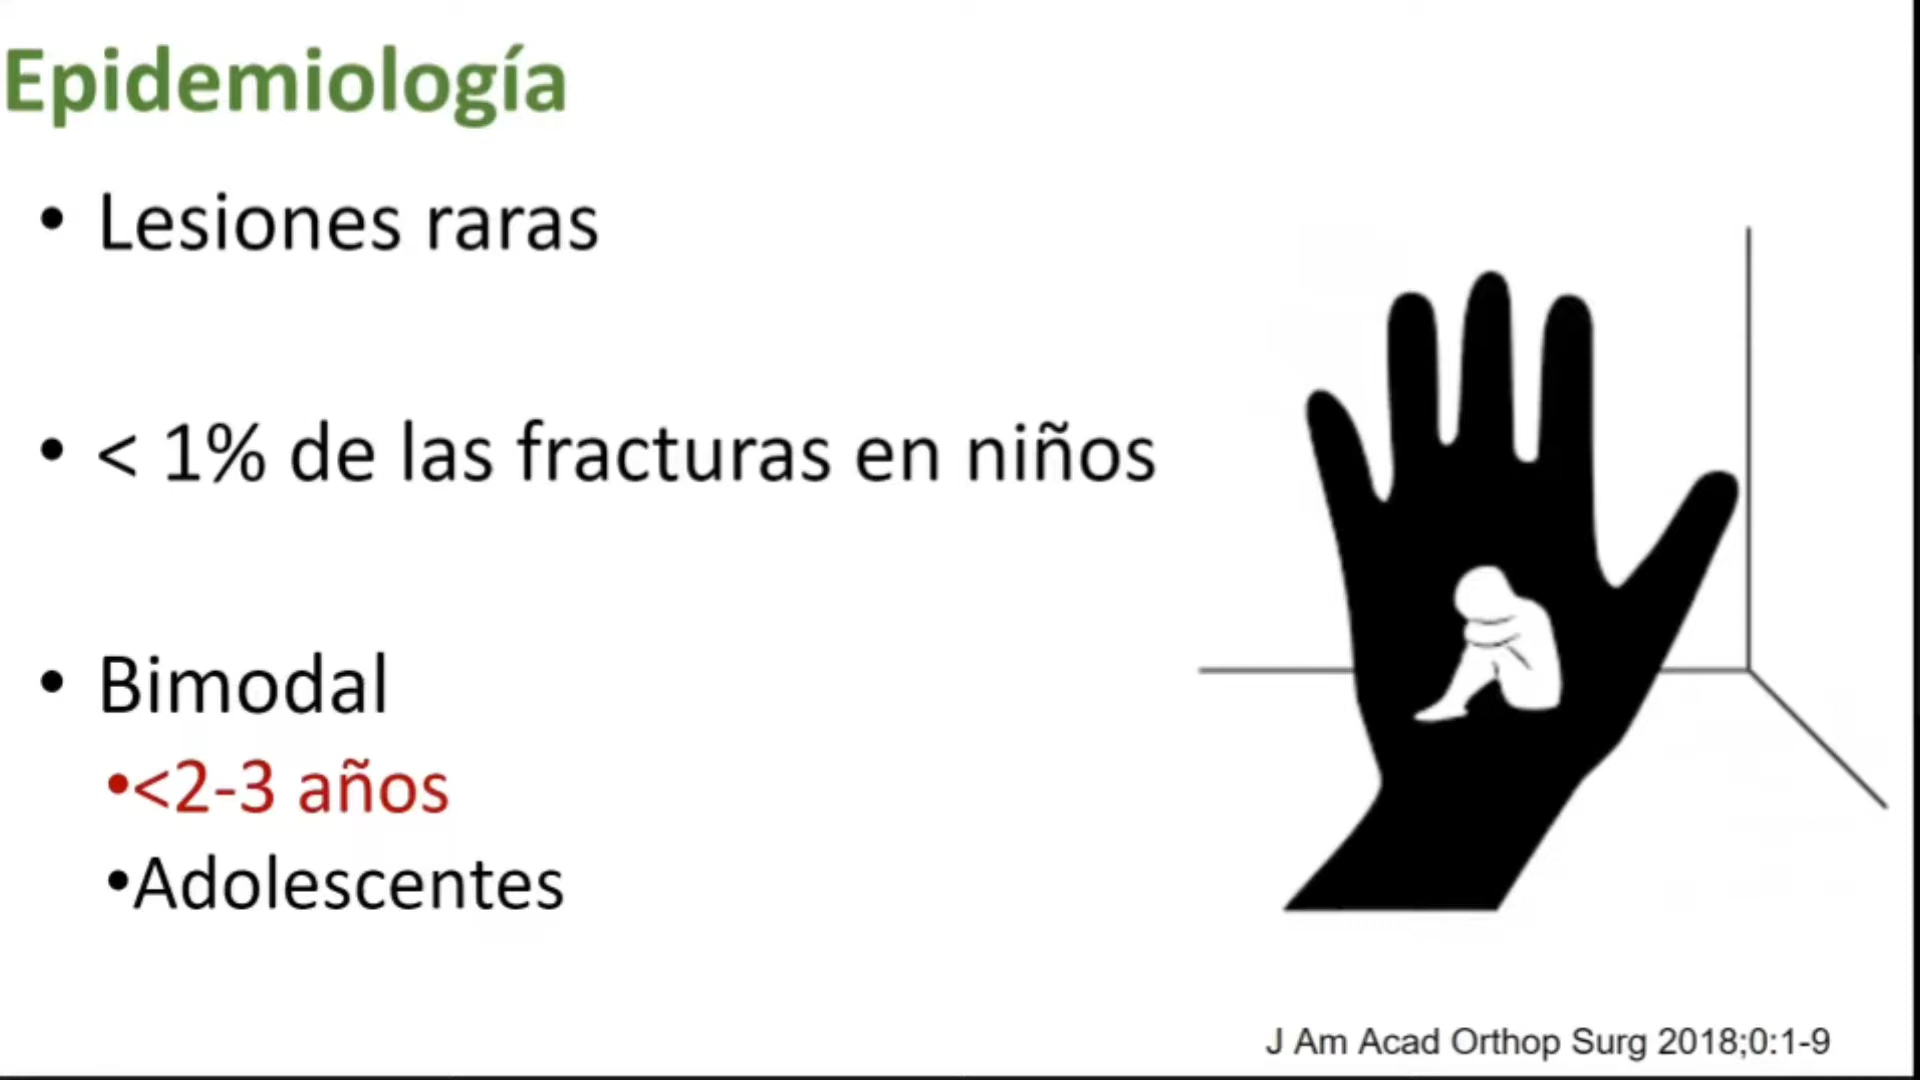 Epidemiología
• Lesiones raras
• < 1% de las fracturas en niños
• Bimodal
•<2-3 años
•Adolescentes
J Am Acad Orthop Surg 2018;0:1-9